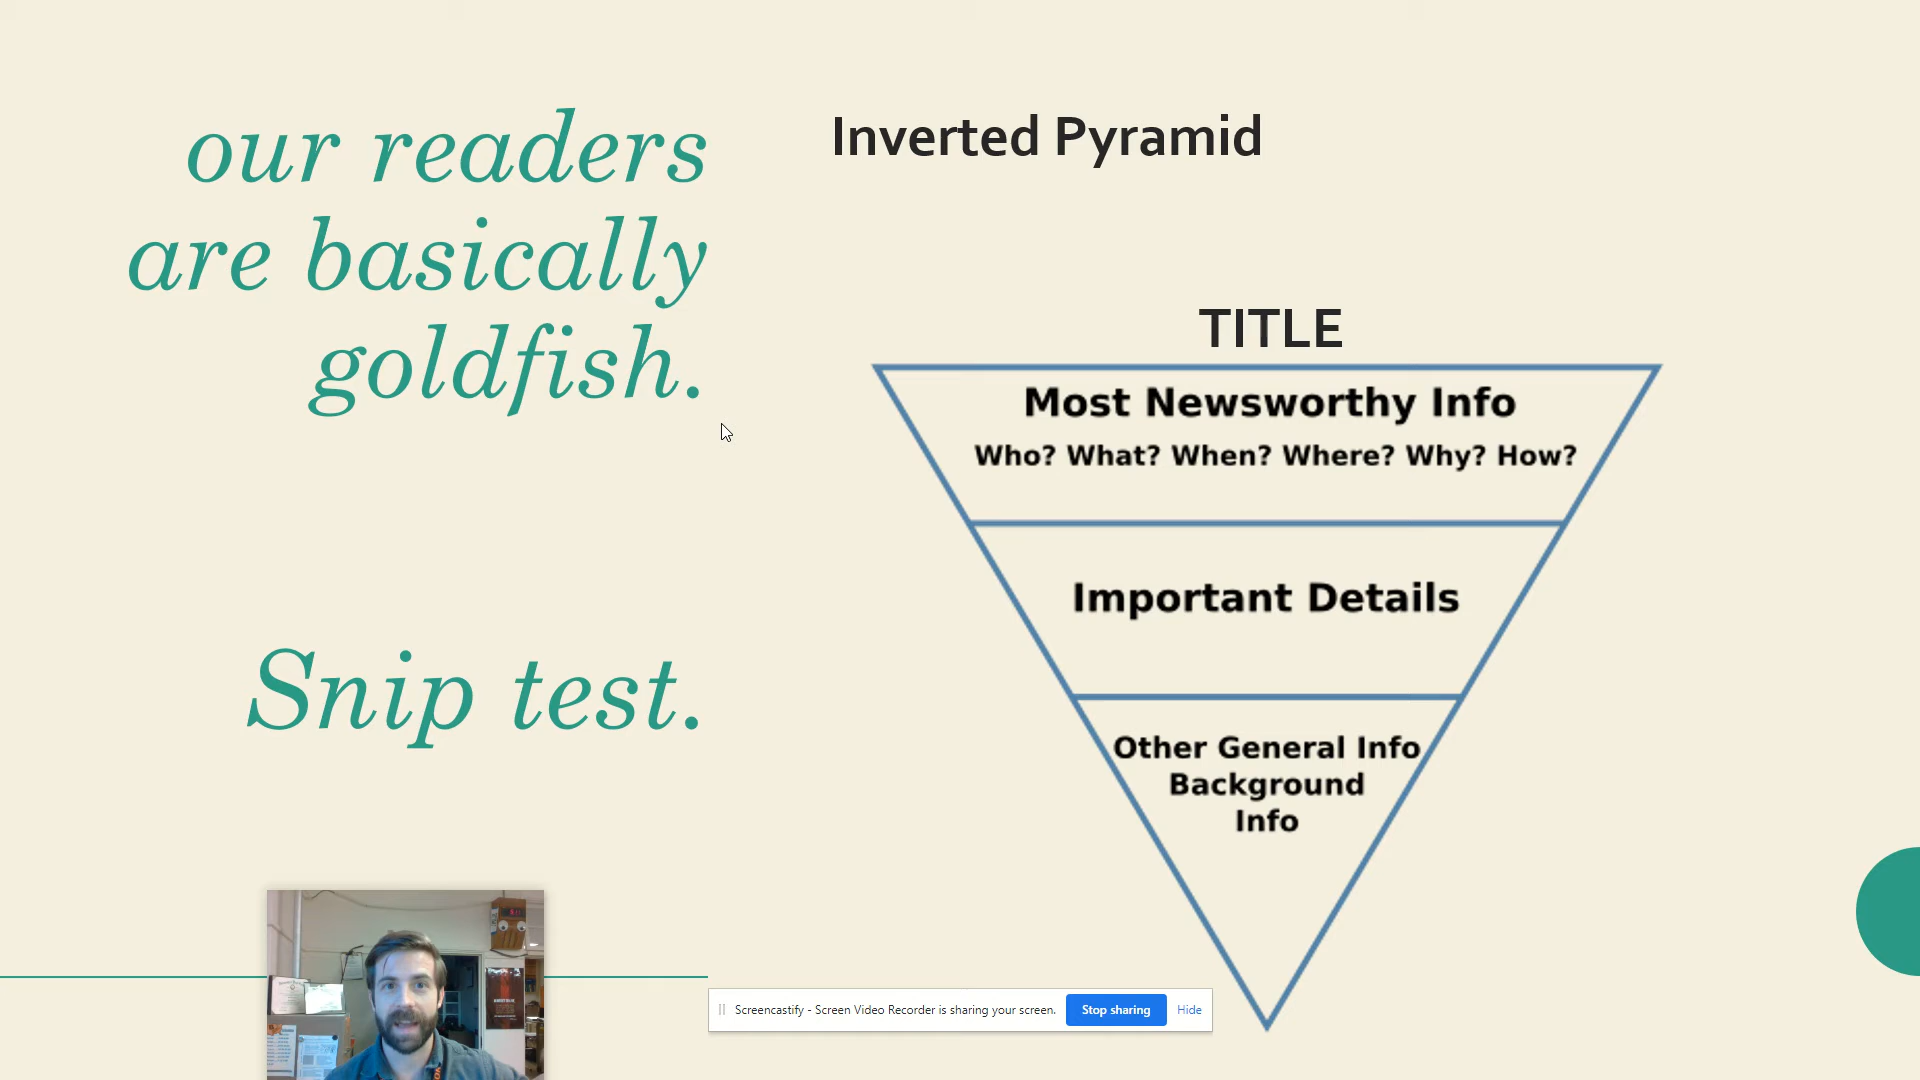 our readers
are basically
goldfish.
Snip test.
Inverted Pyramid
TITLE
Most Newsworthy Info
Who? What? When? Where? Why? How?
Important Details
Other General Info
Background
Info
Screencastify - Screen Video Recorder is sharing your screen.
Stop sharing
Hide